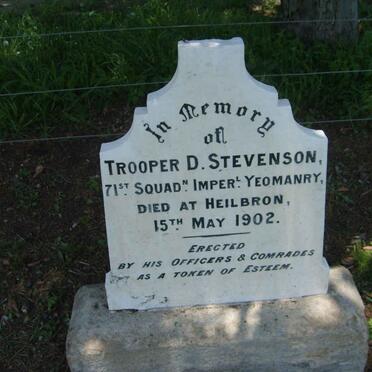 In Memory
of
TROOPER D. STEVENSON,
71ST SQUADN IMPERL YEOMANRY,
DIED AT HEILBRON,
15TH MAY 1902.
ERECTED
BY HIS OFFICERS & COMRADES
AS A TOKEN OF ESTEEM.